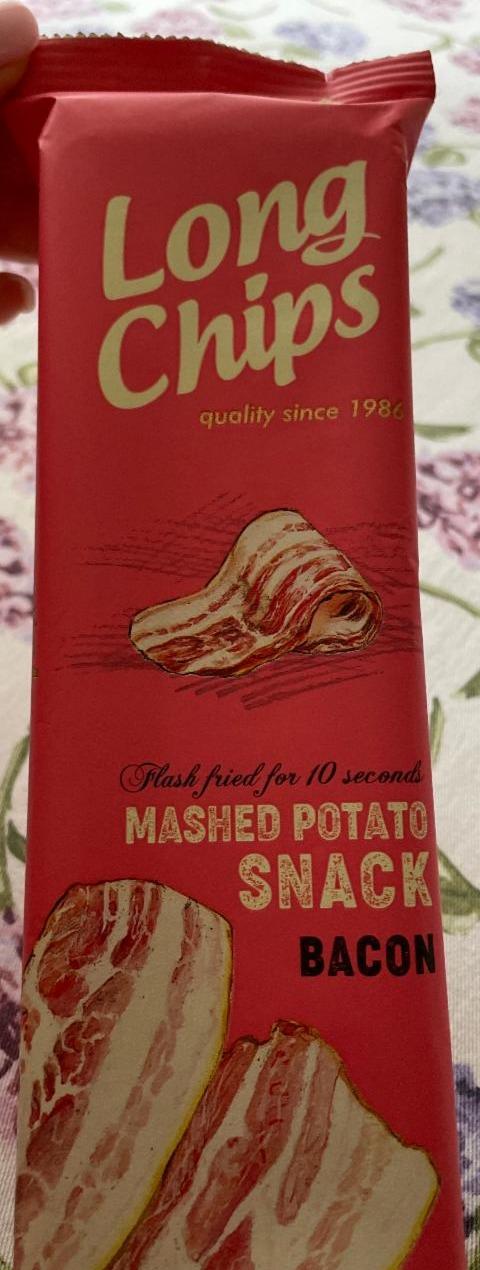 Long
Chips
quality since 1986
Flash fried for 10 seconds
MASHED POTATO
SNACK
BACON